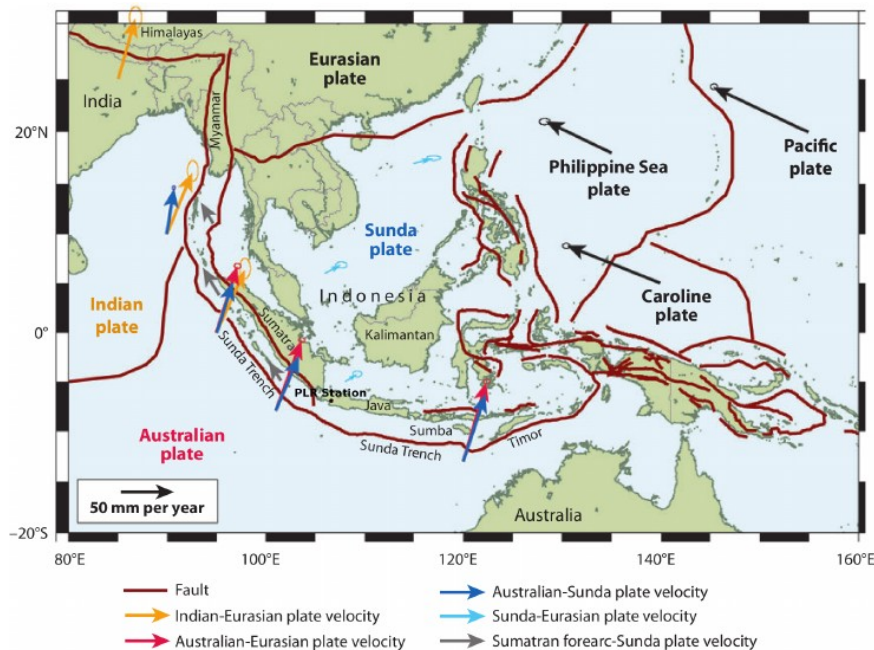 Himalayas
Eurasian
plate
India
Myanmar
20°N
Pacific
plate
Philippine Sea
plate
Sunda
plate
Indian
plate
Indonesia
Caroline
plate
0°
Kalimantan
Sumatra
Sunda Trench
PLR Station
Java
Sumba
Timor
Sunda Trench
Australian
plate
50 mm per year
Australia
–20°S
80°E
100°E
120°E
140°E
160°E
Fault
Indian-Eurasian plate velocity
Australian-Eurasian plate velocity
Australian-Sunda plate velocity
Sunda-Eurasian plate velocity
Sumatran forearc-Sunda plate velocity